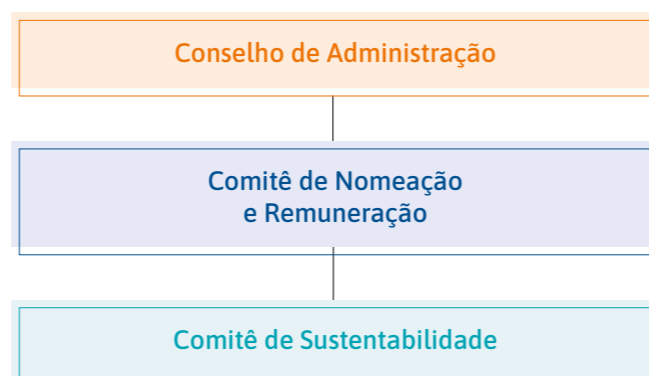 Conselho de Administração
Comitê de Nomeação
e Remuneração
Comitê de Sustentabilidade